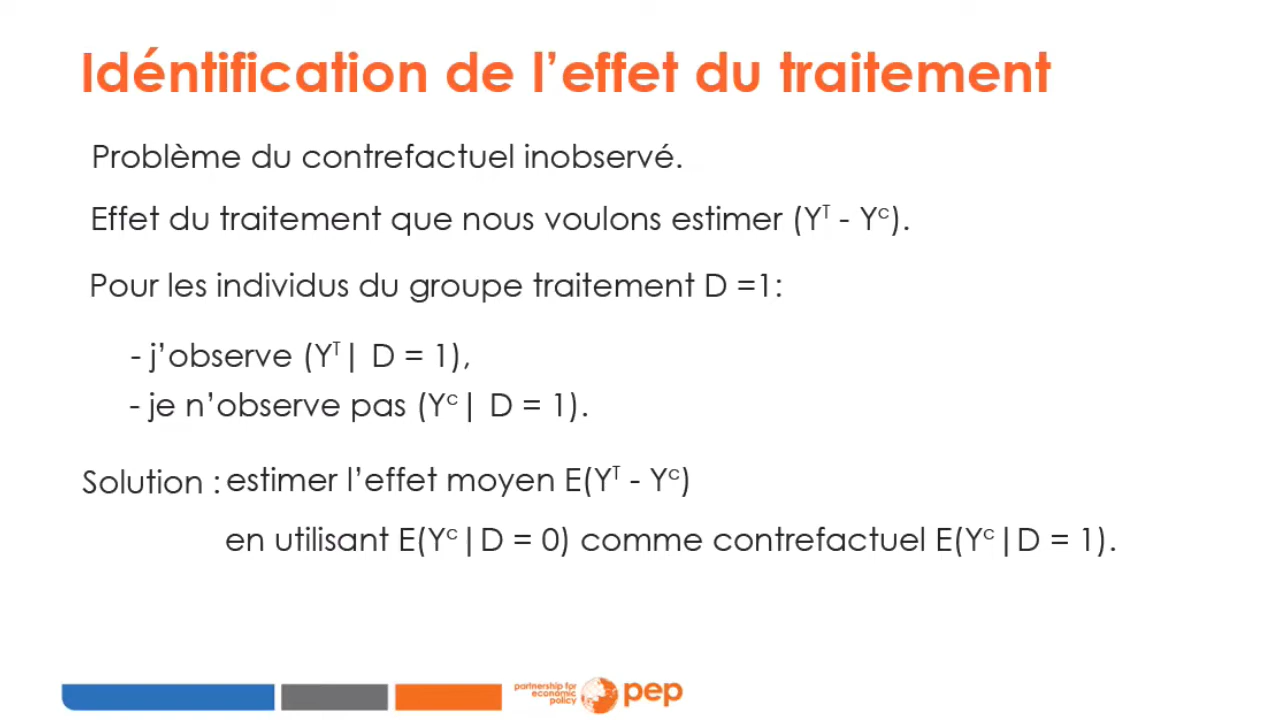 Idéntification de l’effet du traitement
Problème du contrefactuel inobservé.
Effet du traitement que nous voulons estimer (Yᵀ - Yᶜ).
Pour les individus du groupe traitement D =1:
- j’observe (Yᵀ| D = 1),
- je n’observe pas (Yᶜ| D = 1).
Solution : estimer l’effet moyen E(Yᵀ - Yᶜ)
en utilisant E(Yᶜ|D = 0) comme contrefactuel E(Yᶜ|D = 1).
partnership for
economic
policy
pep